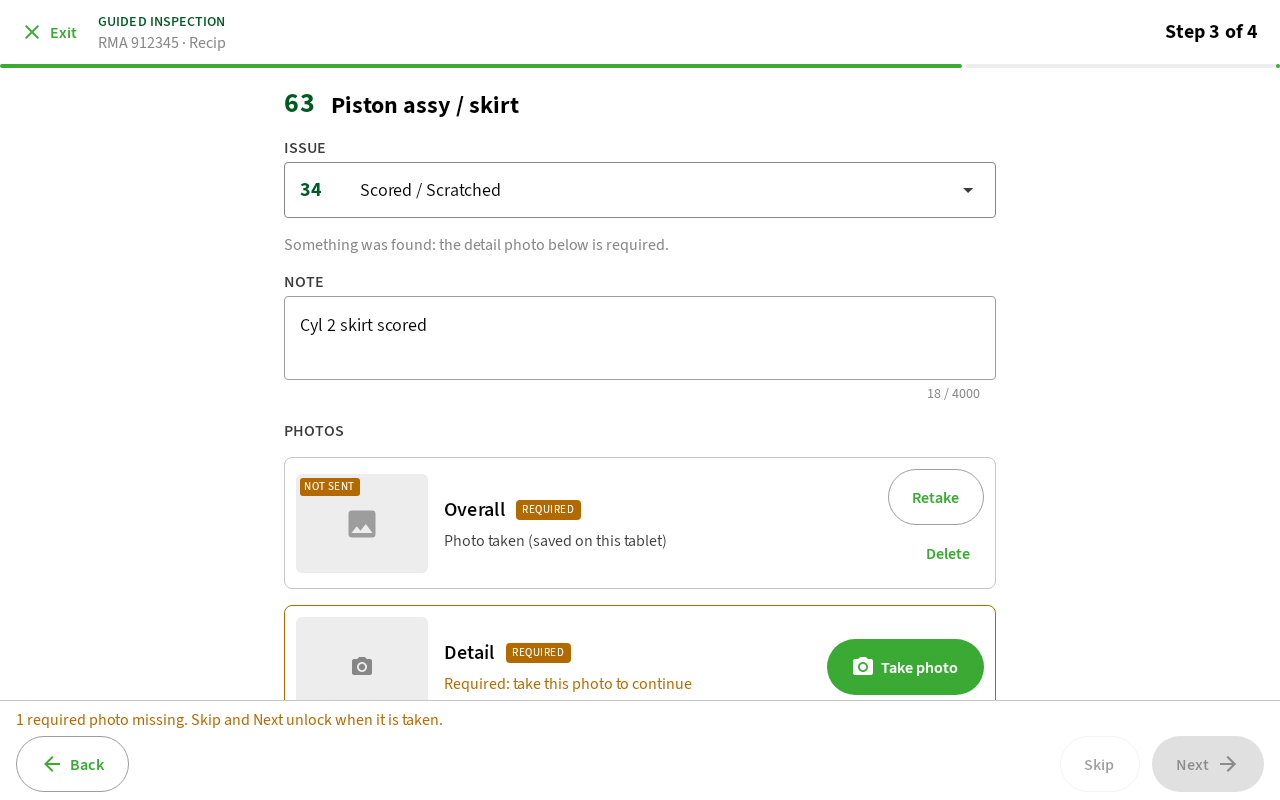 Exit
GUIDED INSPECTION
RMA 912345 · Recip
Step 3 of 4
63 Piston assy / skirt
ISSUE
34 Scored / Scratched
Something was found: the detail photo below is required.
NOTE
Cyl 2 skirt scored
18 / 4000
PHOTOS
NOT SENT
Overall REQUIRED
Photo taken (saved on this tablet)
Retake
Delete
Detail REQUIRED
Required: take this photo to continue
Take photo
1 required photo missing. Skip and Next unlock when it is taken.
Back
Skip
Next